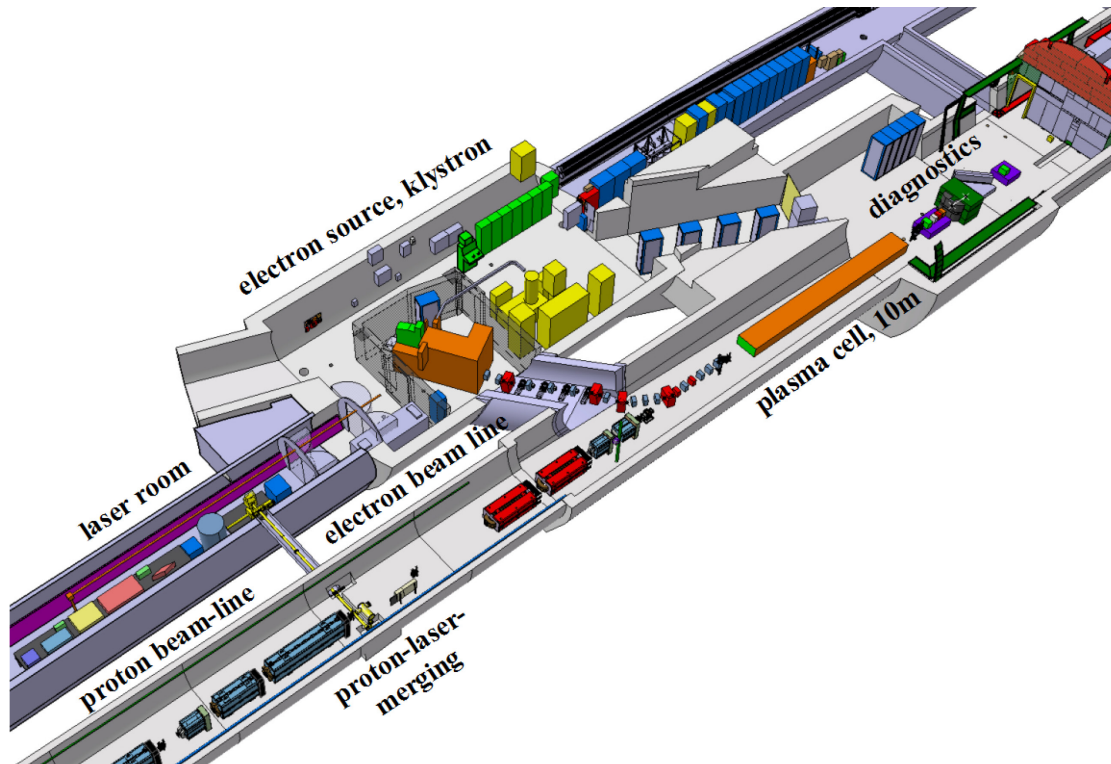 electron source, klystron
diagnostics
plasma cell, 10m
electron beam line
laser room
proton beam-line
proton-laser-
merging